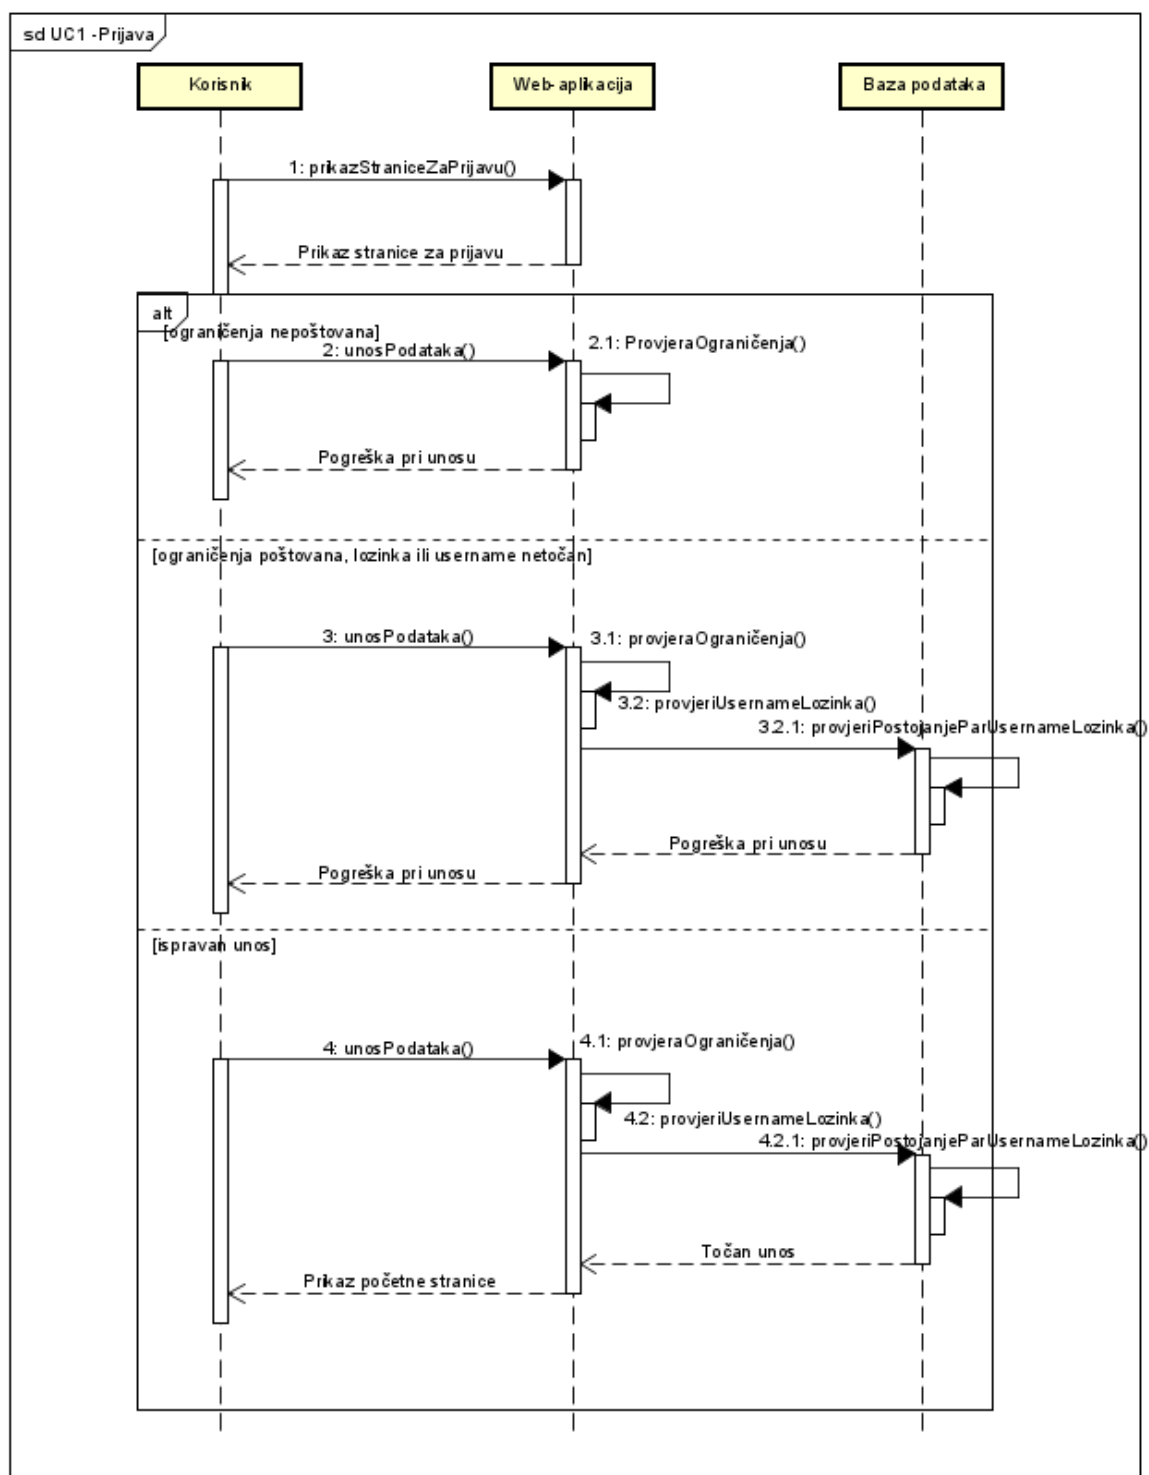 sd UC1 -Prijava
Korisnik
Web-aplikacija
Baza podataka
1: prikazStraniceZaPrijavu()
Prikaz stranice za prijavu
alt
[ograničenja nepoštovana]
2: unosPodataka()
2.1: ProvjeraOgraničenja()
Pogreška pri unosu
[ograničenja poštovana, lozinka ili username netočan]
3: unosPodataka()
3.1: provjeraOgraničenja()
3.2: provjeriUsernameLozinka()
3.2.1: provjeriPostojanjeParUsernameLozinka()
Pogreška pri unosu
Pogreška pri unosu
[ispravan unos]
4: unosPodataka()
4.1: provjeraOgraničenja()
4.2: provjeriUsernameLozinka()
4.2.1: provjeriPostojanjeParUsernameLozinka()
Točan unos
Prikaz početne stranice